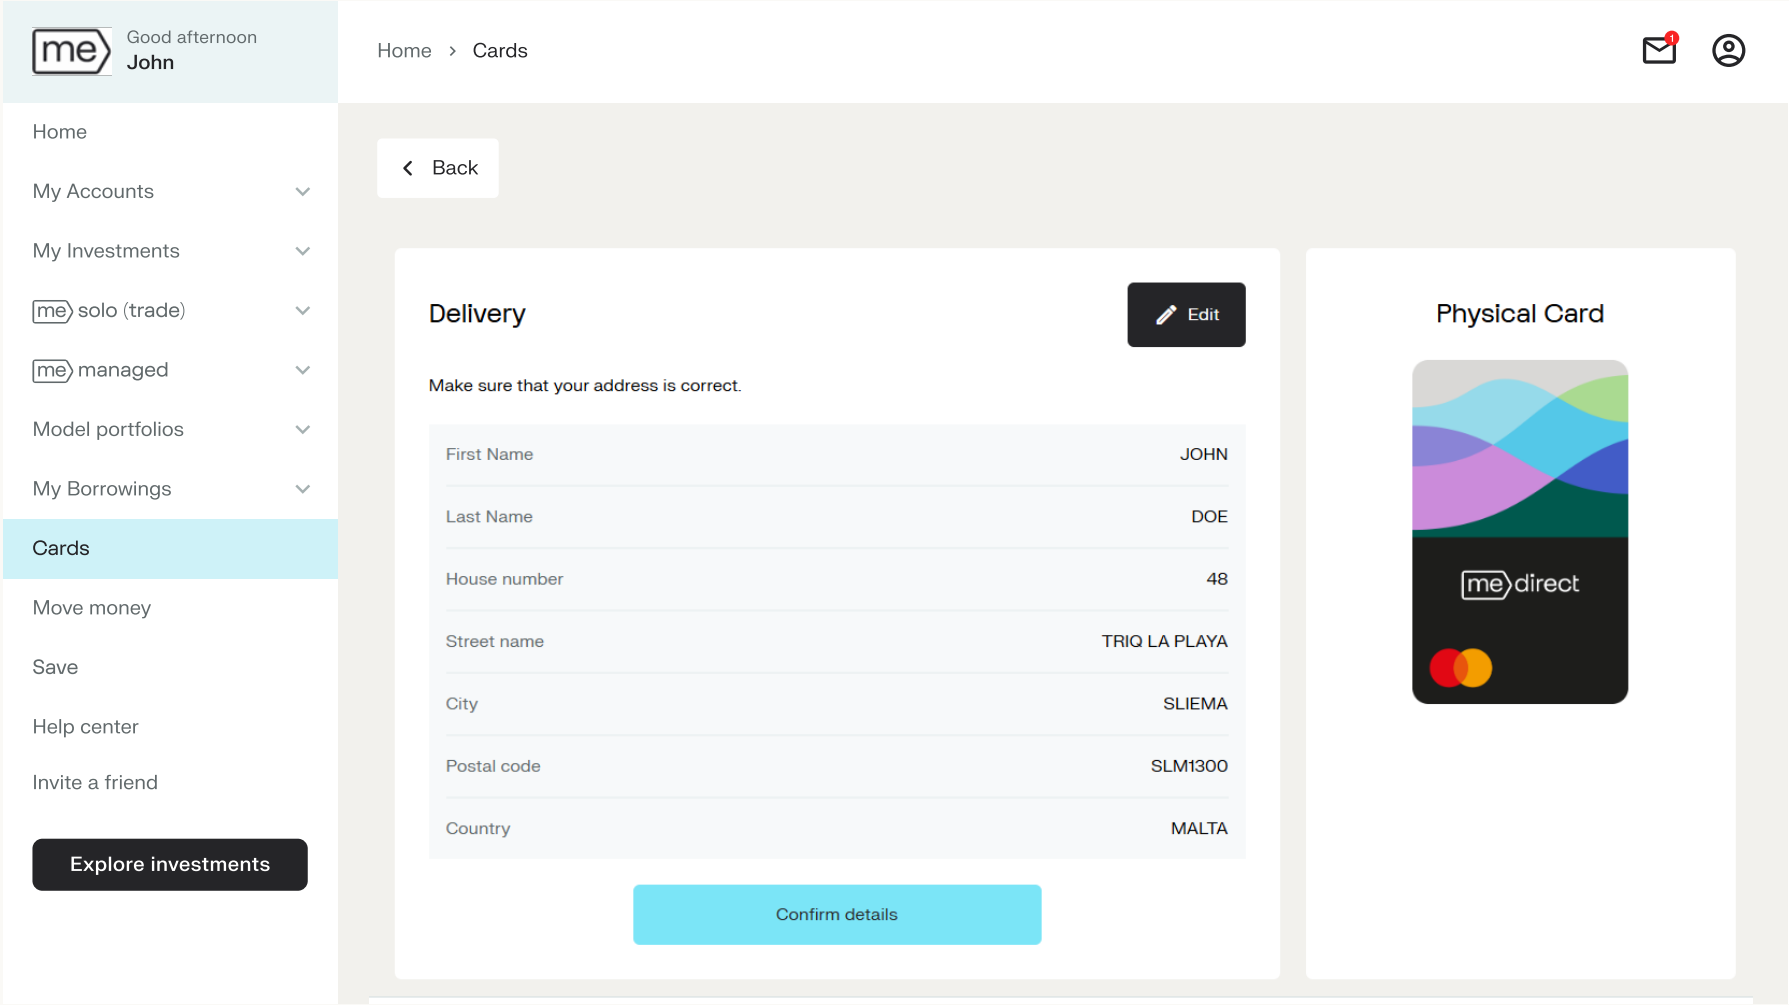 me
Good afternoon
John
Home > Cards
1
Home
My Accounts
My Investments
me solo (trade)
me managed
Model portfolios
My Borrowings
Cards
Move money
Save
Help center
Invite a friend
Explore investments
Back
Delivery
Edit
Make sure that your address is correct.
First Name JOHN
Last Name DOE
House number 48
Street name TRIQ LA PLAYA
City SLIEMA
Postal code SLM1300
Country MALTA
Confirm details
Physical Card
me direct